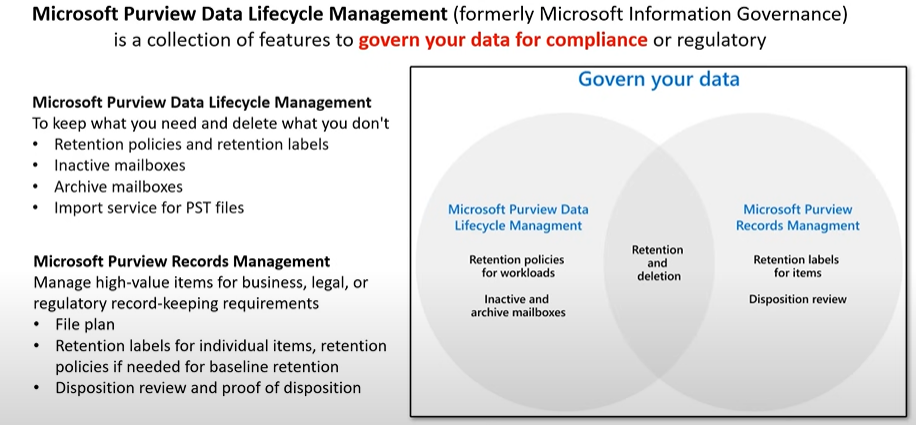 Microsoft Purview Data Lifecycle Management (formerly Microsoft Information Governance)
is a collection of features to govern your data for compliance or regulatory
Microsoft Purview Data Lifecycle Management
To keep what you need and delete what you don't
• Retention policies and retention labels
• Inactive mailboxes
• Archive mailboxes
• Import service for PST files
Microsoft Purview Records Management
Manage high-value items for business, legal, or
regulatory record-keeping requirements
• File plan
• Retention labels for individual items, retention
policies if needed for baseline retention
• Disposition review and proof of disposition
Govern your data
Microsoft Purview Data
Lifecycle Managment
Retention policies
for workloads
Inactive and
archive mailboxes
Retention
and
deletion
Microsoft Purview
Records Managment
Retention labels
for items
Disposition review